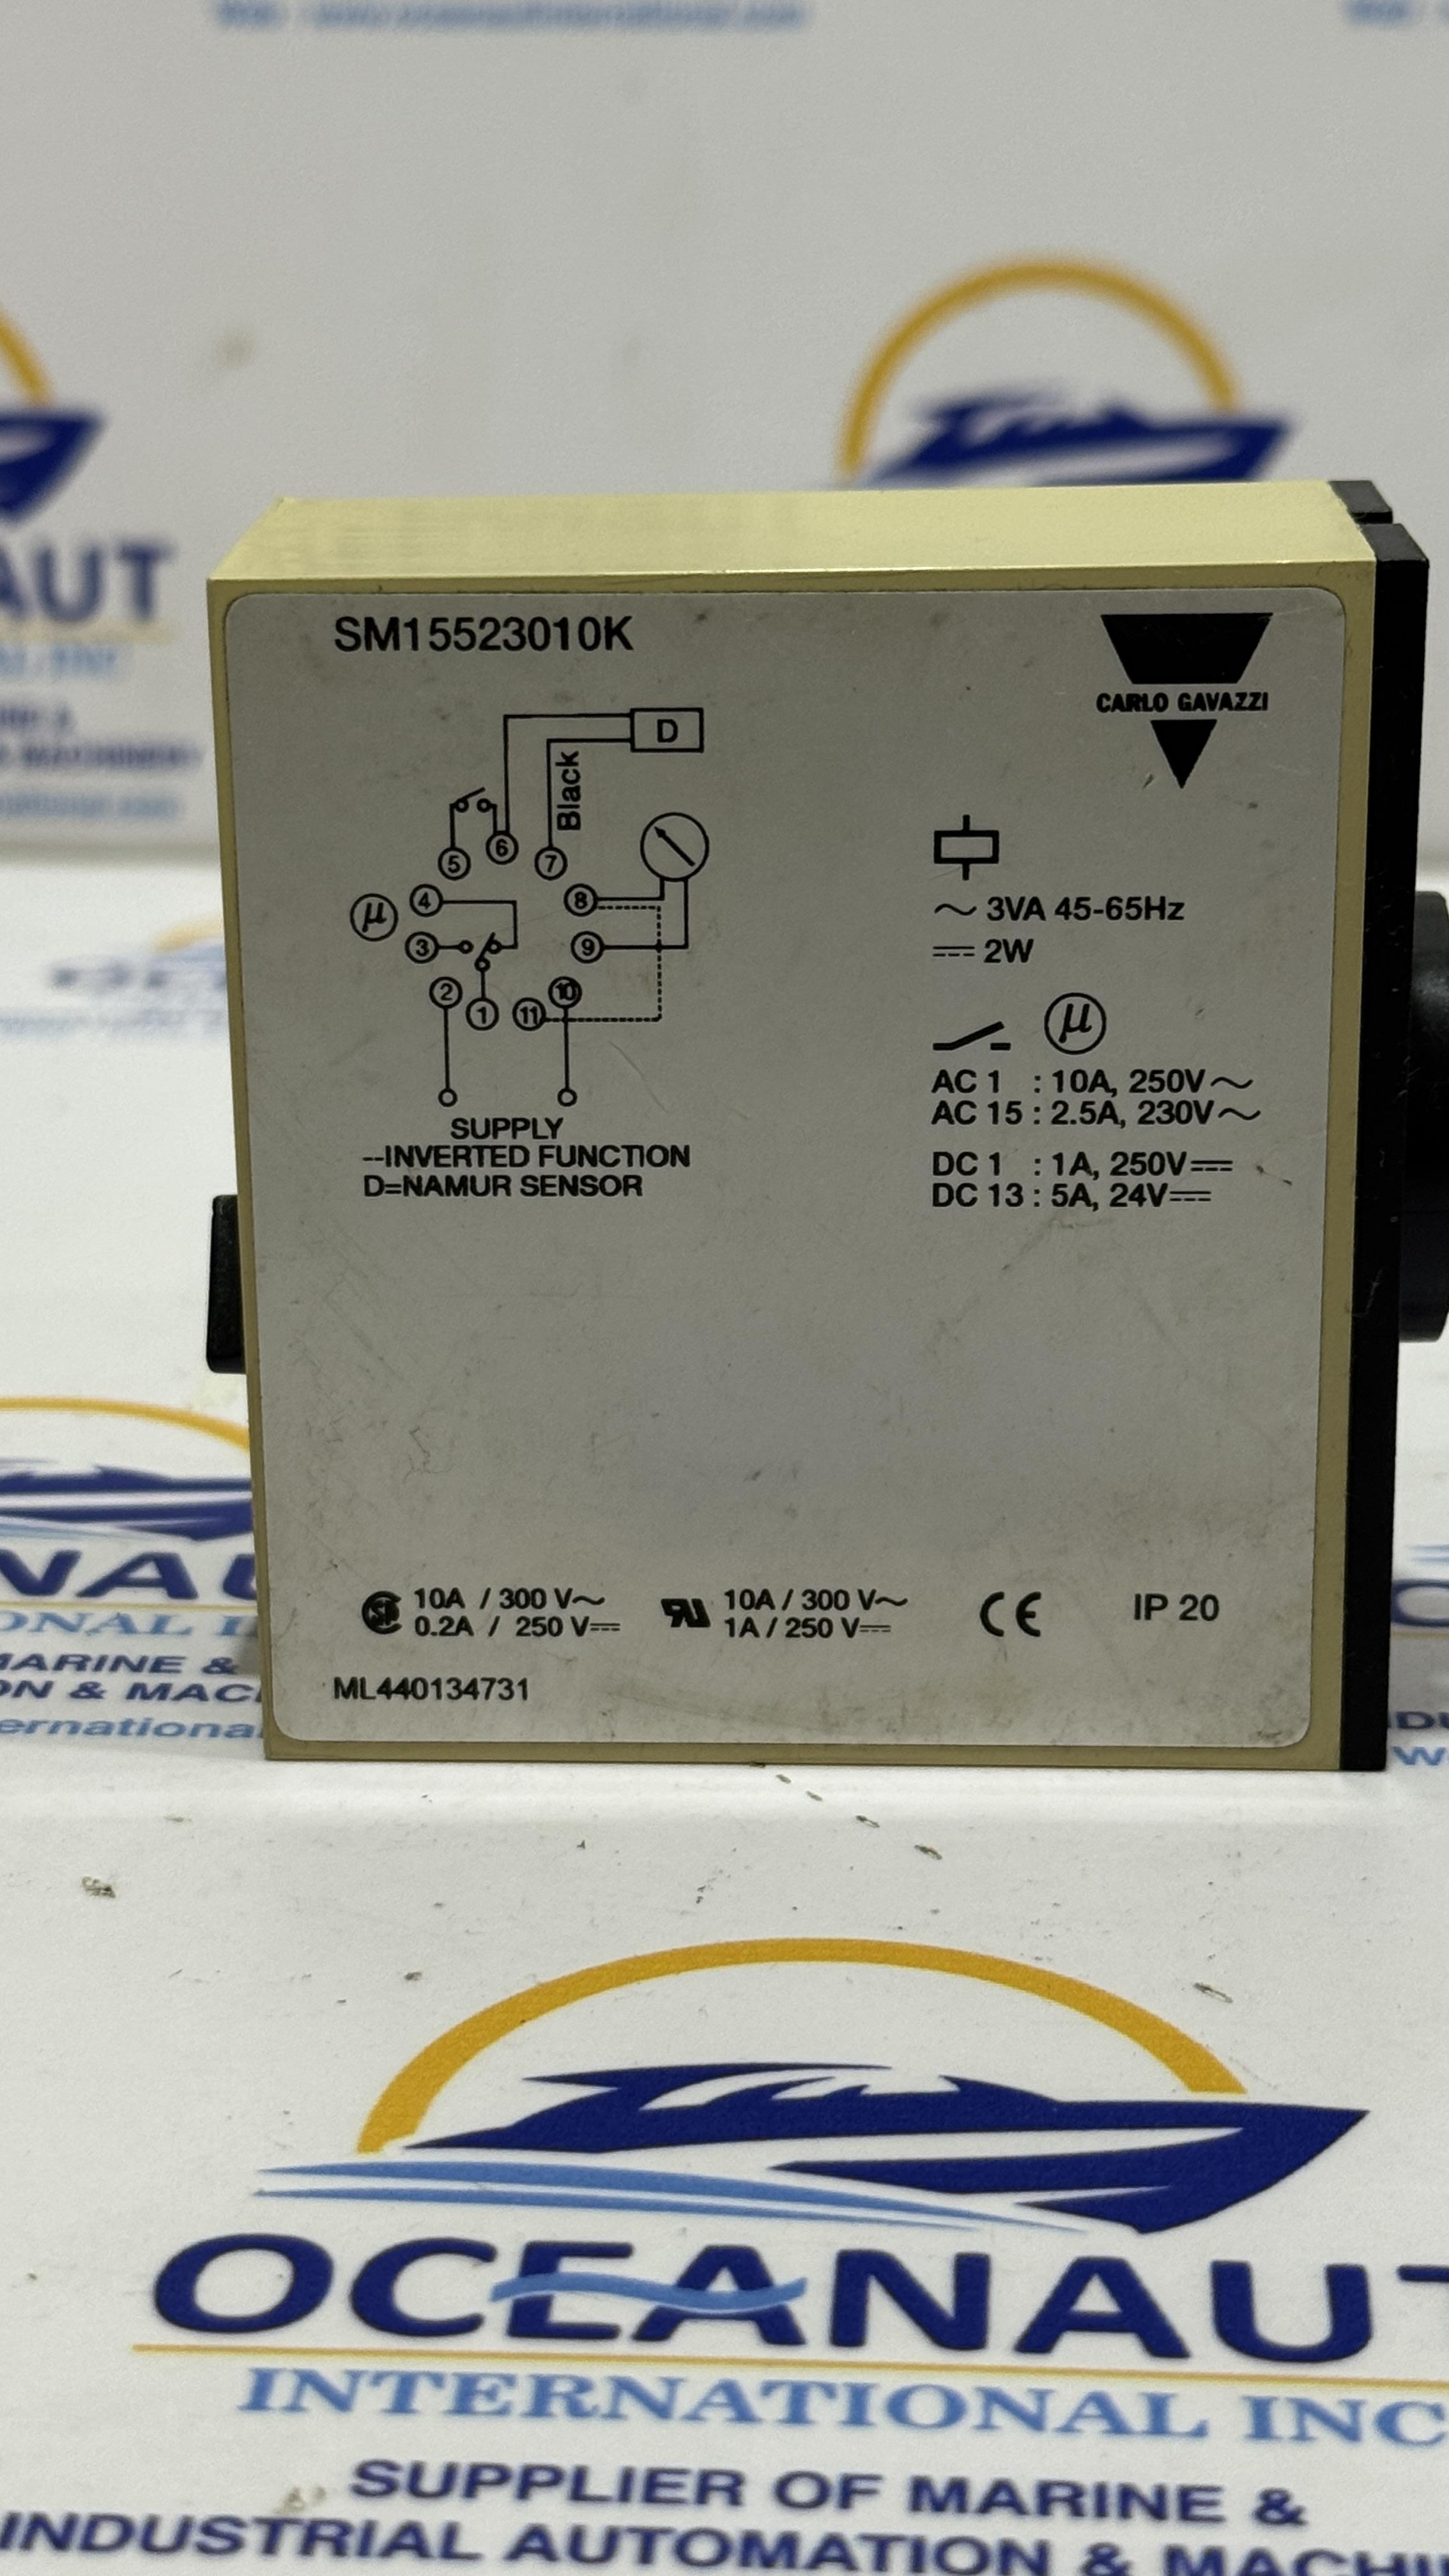 AUT
SM15523010K
CARLO GAVAZZI
D
Black
5
6
7
4
8
μ
3
9
2
1
11
10
~ 3VA 45-65Hz
⎓ 2W
μ
AC 1 : 10A, 250V~
AC 15 : 2.5A, 230V~
DC 1 : 1A, 250V⎓
DC 13 : 5A, 24V⎓
SUPPLY
--INVERTED FUNCTION
D=NAMUR SENSOR
10A / 300 V~
0.2A / 250 V⎓
10A / 300 V~
1A / 250 V⎓
CE
IP 20
ML440134731
OCEANAUT
INTERNATIONAL INC
SUPPLIER OF MARINE &
INDUSTRIAL AUTOMATION &